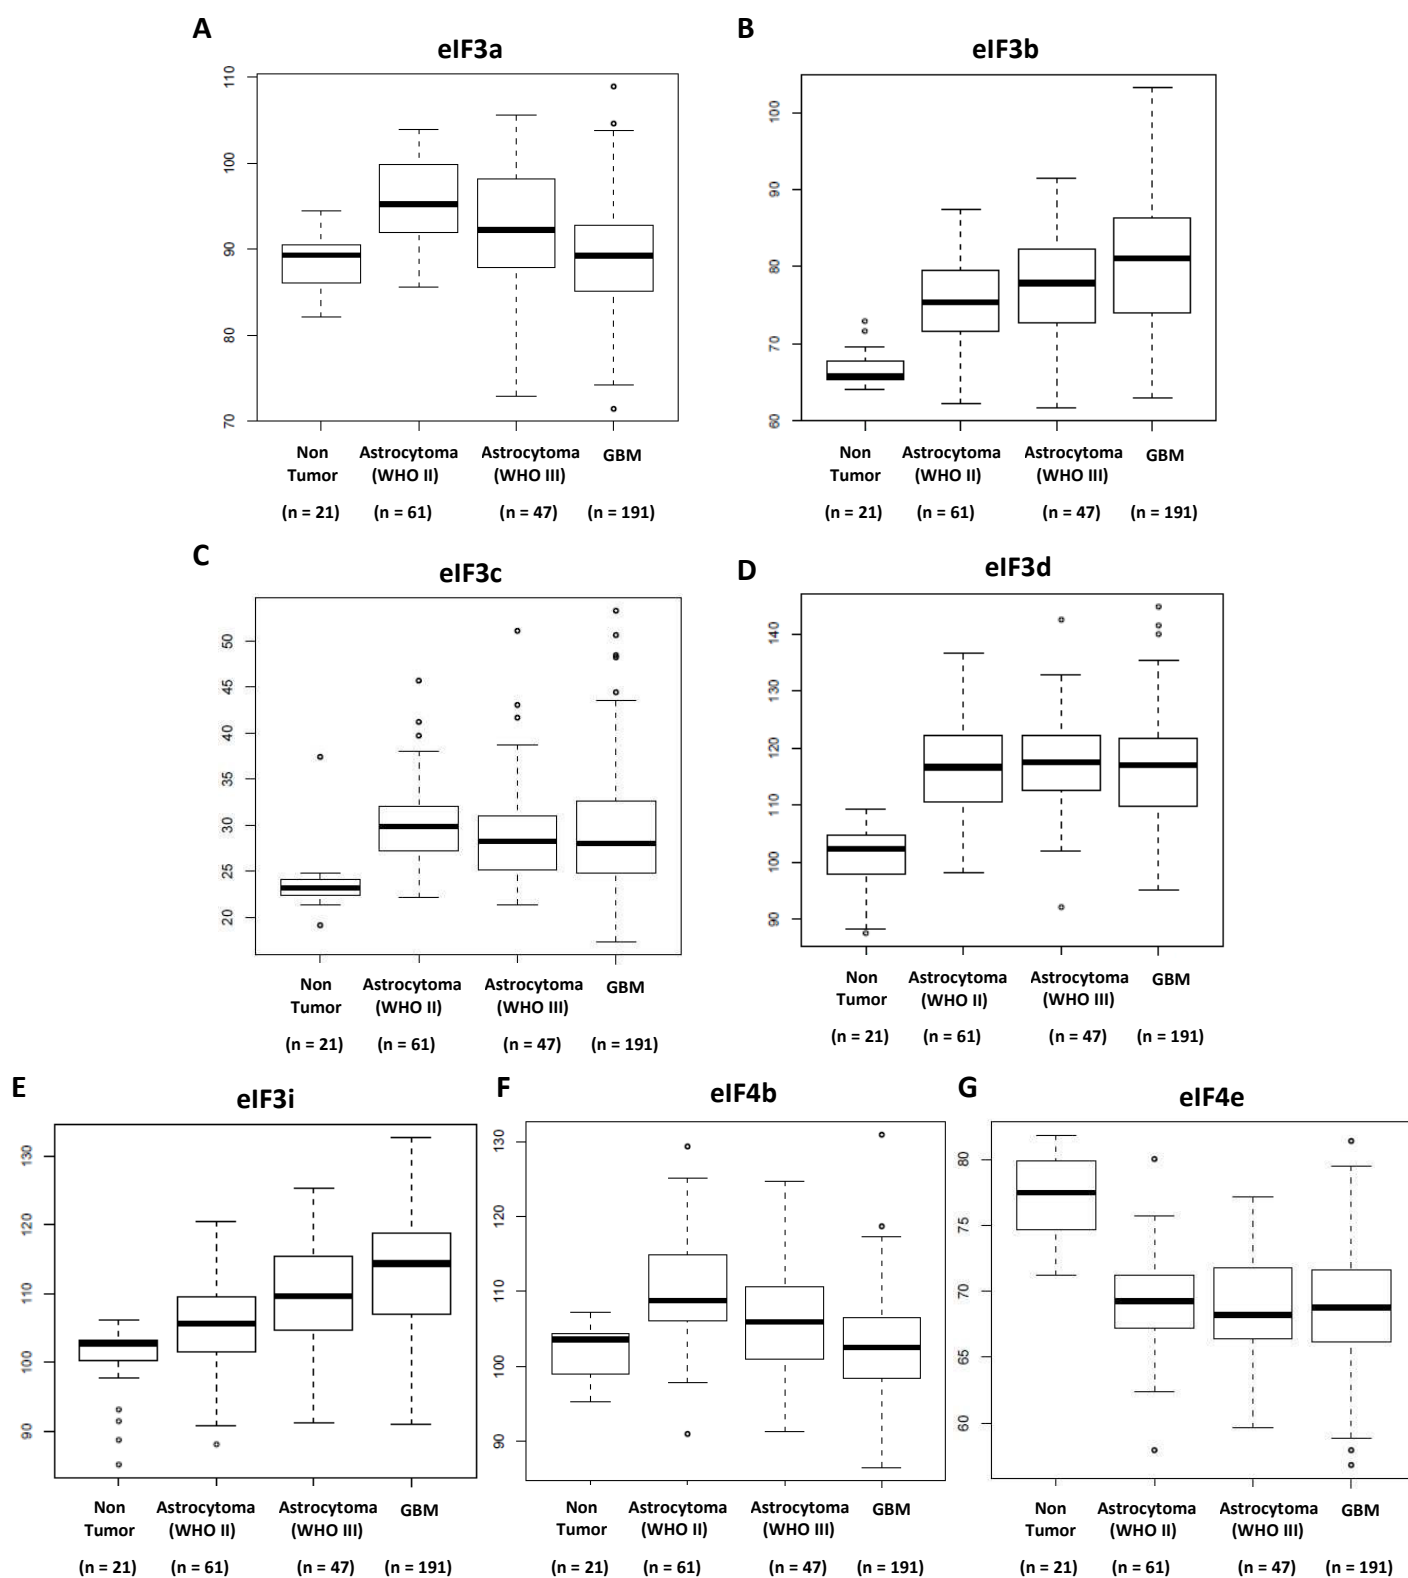 A
eIF3a
110
100
90
80
70
Non
Tumor
Astrocytoma
(WHO II)
Astrocytoma
(WHO III)
GBM
(n = 21)
(n = 61)
(n = 47)
(n = 191)
B
eIF3b
100
90
80
70
60
Non
Tumor
Astrocytoma
(WHO II)
Astrocytoma
(WHO III)
GBM
(n = 21)
(n = 61)
(n = 47)
(n = 191)
C
eIF3c
50
45
40
35
30
25
20
Non
Tumor
Astrocytoma
(WHO II)
Astrocytoma
(WHO III)
GBM
(n = 21)
(n = 61)
(n = 47)
(n = 191)
D
eIF3d
140
130
120
110
100
90
Non
Tumor
Astrocytoma
(WHO II)
Astrocytoma
(WHO III)
GBM
(n = 21)
(n = 61)
(n = 47)
(n = 191)
E
eIF3i
130
120
110
100
90
Non
Tumor
Astrocytoma
(WHO II)
Astrocytoma
(WHO III)
GBM
(n = 21)
(n = 61)
(n = 47)
(n = 191)
F
eIF4b
130
120
110
100
90
Non
Tumor
Astrocytoma
(WHO II)
Astrocytoma
(WHO III)
GBM
(n = 21)
(n = 61)
(n = 47)
(n = 191)
G
eIF4e
80
75
70
65
60
Non
Tumor
Astrocytoma
(WHO II)
Astrocytoma
(WHO III)
GBM
(n = 21)
(n = 61)
(n = 47)
(n = 191)